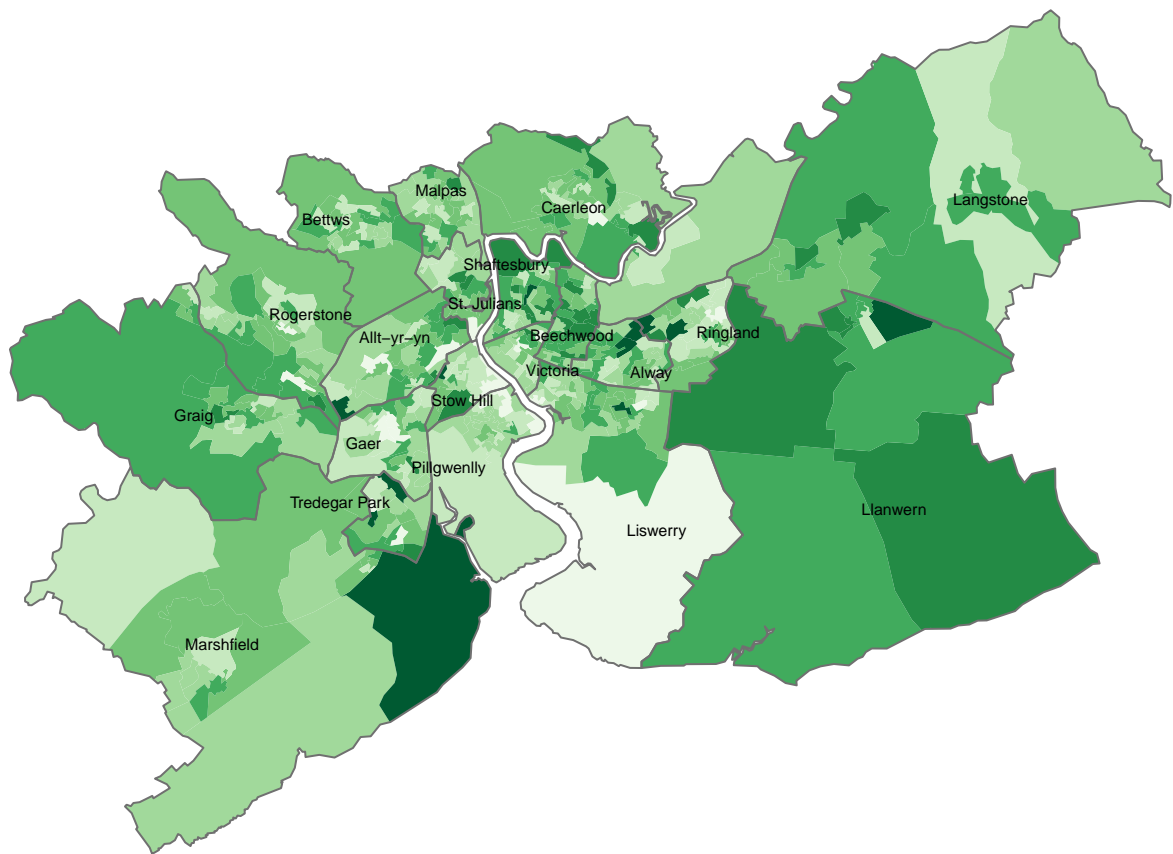 Malpas
Langstone
Caerleon
Bettws
Shaftesbury
St. Julians
Rogerstone
Ringland
Beechwood
Allt−yr−yn
Victoria
Alway
Stow Hill
Graig
Gaer
Pillgwenlly
Tredegar Park
Llanwern
Liswerry
Marshfield